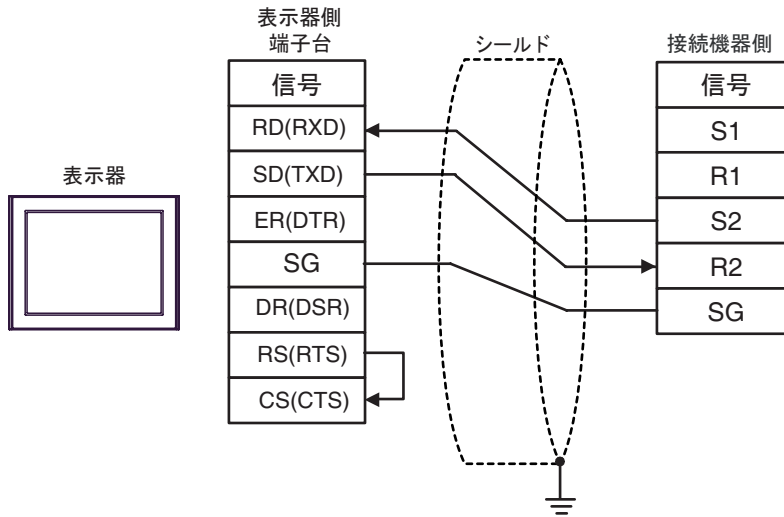 表示器側
端子台
シールド
接続機器側
信号
信号
RD(RXD)
S1
表示器
SD(TXD)
R1
ER(DTR)
S2
SG
R2
DR(DSR)
SG
RS(RTS)
CS(CTS)